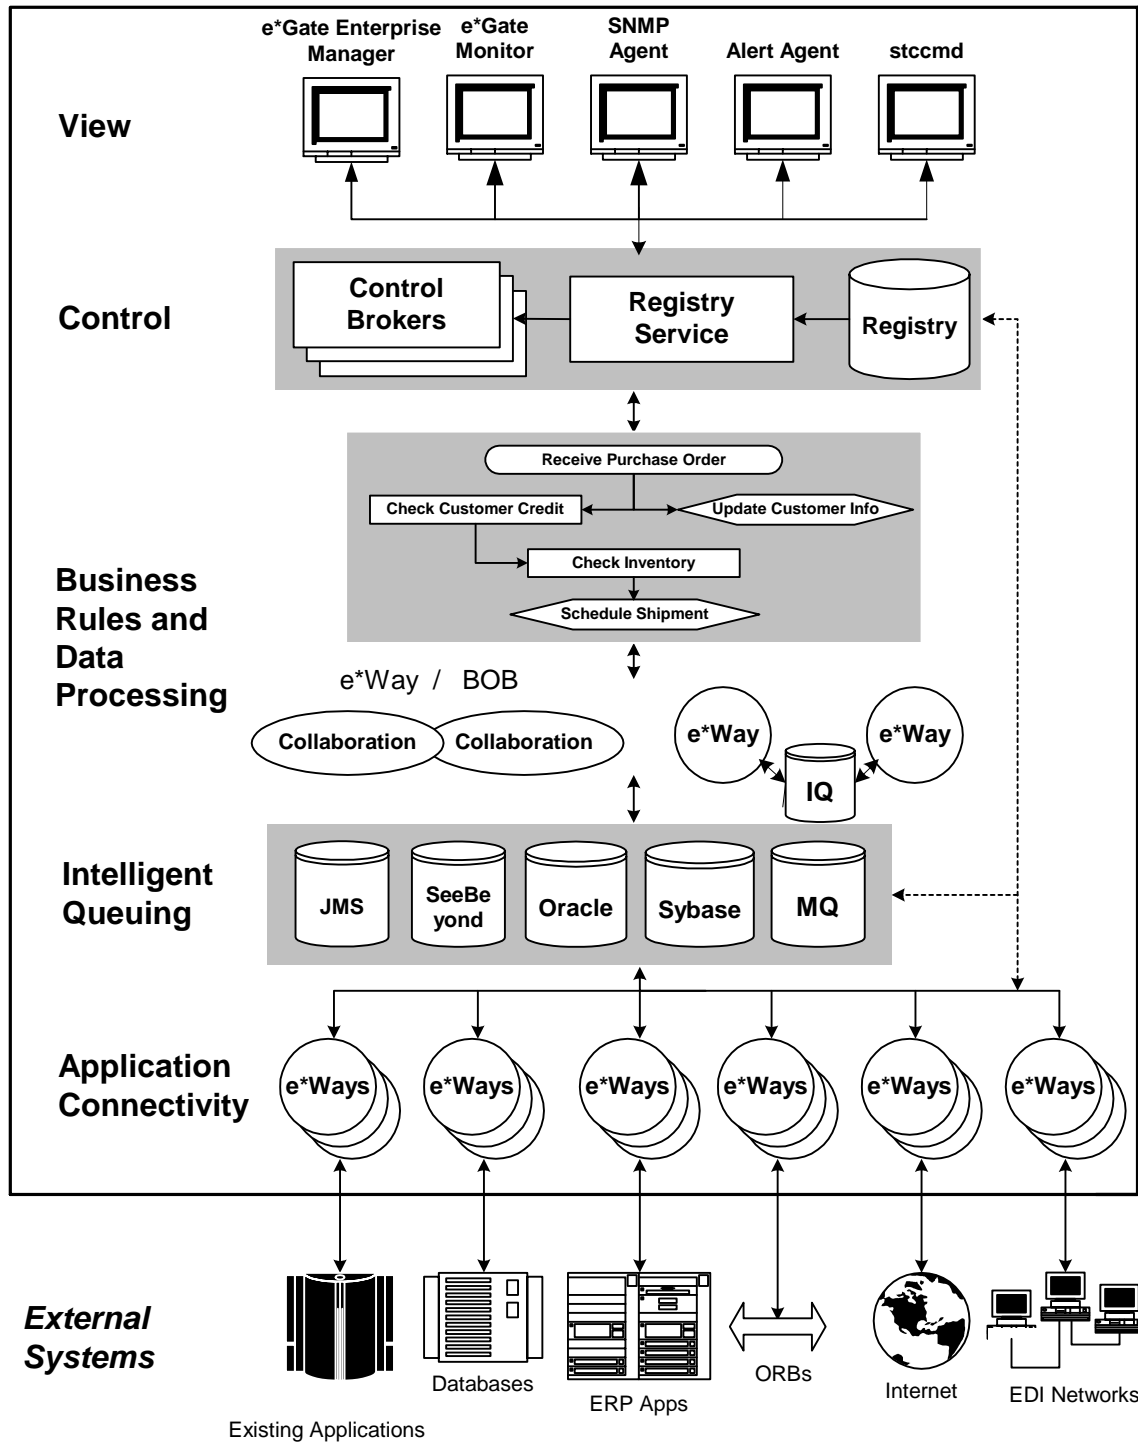 e*Gate Enterprise
Manager
e*Gate
Monitor
SNMP
Agent
Alert Agent
stccmd
View
Control
Control
Brokers
Registry
Service
Registry
Receive Purchase Order
Check Customer Credit
Update Customer Info
Check Inventory
Schedule Shipment
Business
Rules and
Data
Processing
e*Way / BOB
Collaboration
Collaboration
e*Way
e*Way
IQ
Intelligent
Queuing
JMS
SeeBe
yond
Oracle
Sybase
MQ
Application
Connectivity
e*Ways
e*Ways
e*Ways
e*Ways
e*Ways
e*Ways
External
Systems
Existing Applications
Databases
ERP Apps
ORBs
Internet
EDI Networks